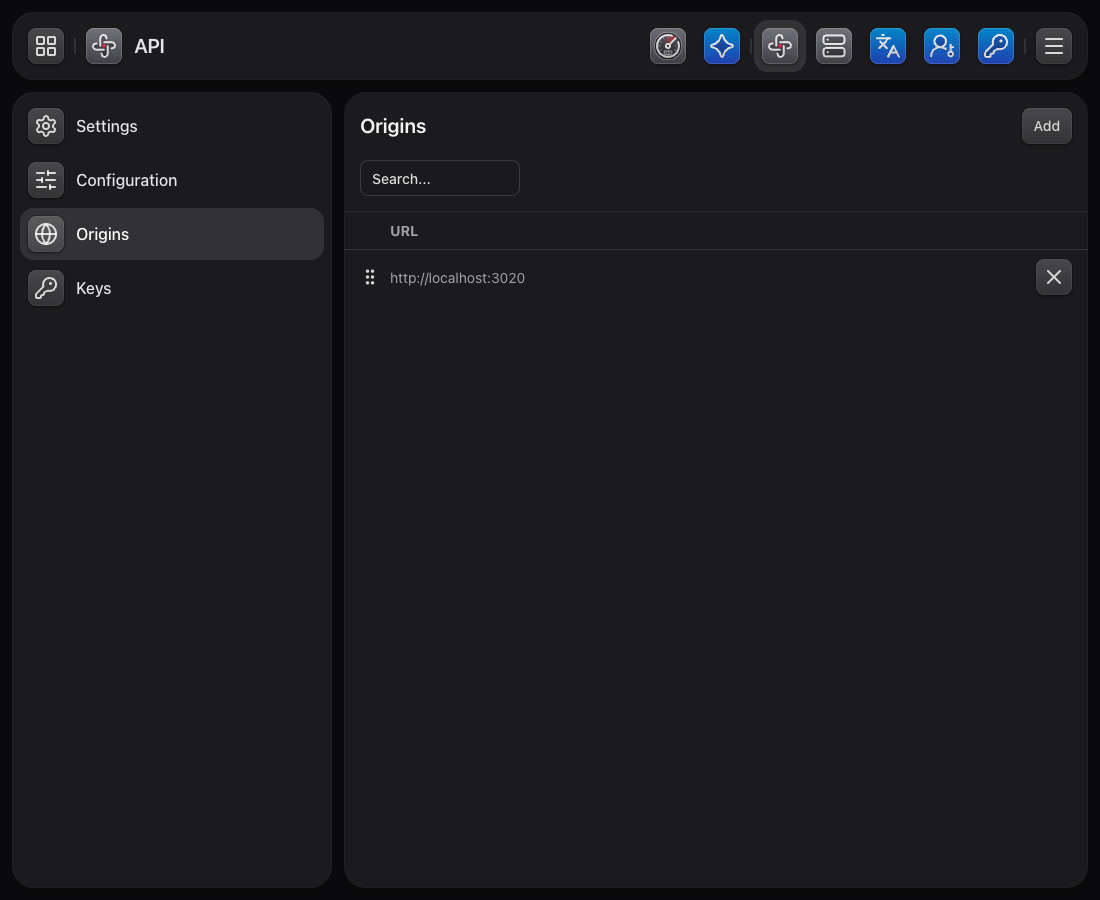 API
Settings
Configuration
Origins
Keys
Origins
Add
Search...
URL
http://localhost:3020